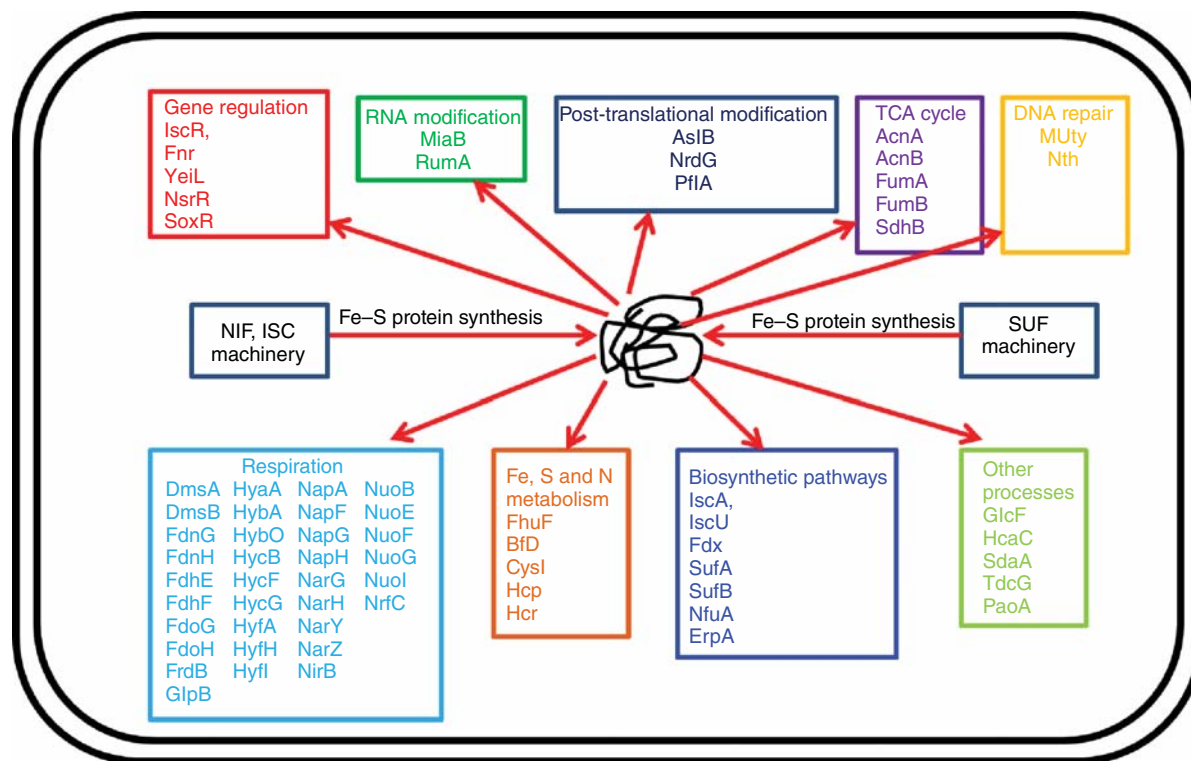 Gene regulation
IscR,
Fnr
YeiL
NsrR
SoxR
RNA modification
MiaB
RumA
Post-translational modification
AslB
NrdG
PflA
TCA cycle
AcnA
AcnB
FumA
FumB
SdhB
DNA repair
MUty
Nth
NIF, ISC
machinery
Fe–S protein synthesis
Fe–S protein synthesis
SUF
machinery
Respiration
DmsA HyaA NapA NuoB
DmsB HybA NapF NuoE
FdnG HybO NapG NuoF
FdnH HycB NapH NuoG
FdhE HycF NarG NuoI
FdhF HycG NarH NrfC
FdoG HyfA NarY
FdoH HyfH NarZ
FrdB HyfI NirB
GlpB
Fe, S and N
metabolism
FhuF
BfD
CysI
Hcp
Hcr
Biosynthetic pathways
IscA,
IscU
Fdx
SufA
SufB
NfuA
ErpA
Other
processes
GlcF
HcaC
SdaA
TdcG
PaoA